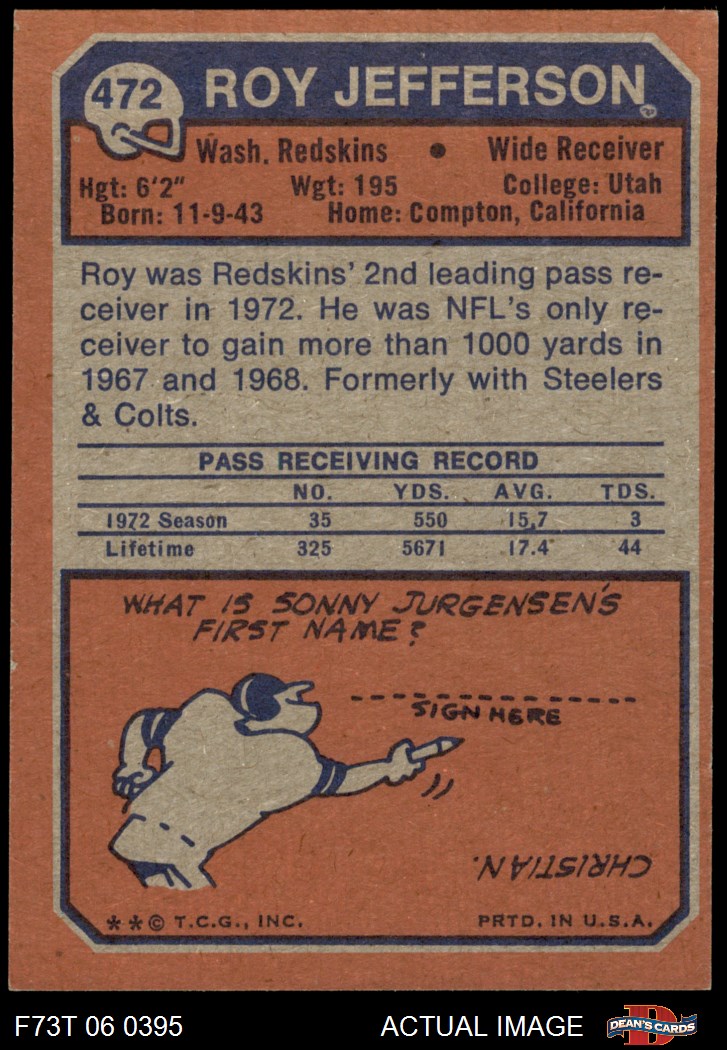 472
ROY JEFFERSON
Wash. Redskins • Wide Receiver
Hgt: 6'2" Wgt: 195 College: Utah
Born: 11-9-43 Home: Compton, California
Roy was Redskins' 2nd leading pass re-
ceiver in 1972. He was NFL's only re-
ceiver to gain more than 1000 yards in
1967 and 1968. Formerly with Steelers
& Colts.
PASS RECEIVING RECORD
NO. YDS. AVG. TDS.
1972 Season 35 550 15.7 3
Lifetime 325 5671 17.4 44
WHAT IS SONNY JURGENSEN'S
FIRST NAME?
SIGN HERE
CHRISTIAN.
**© T.C.G., INC. PRTD. IN U.S.A.
F73T 06 0395 ACTUAL IMAGE
D
DEAN'S CARDS